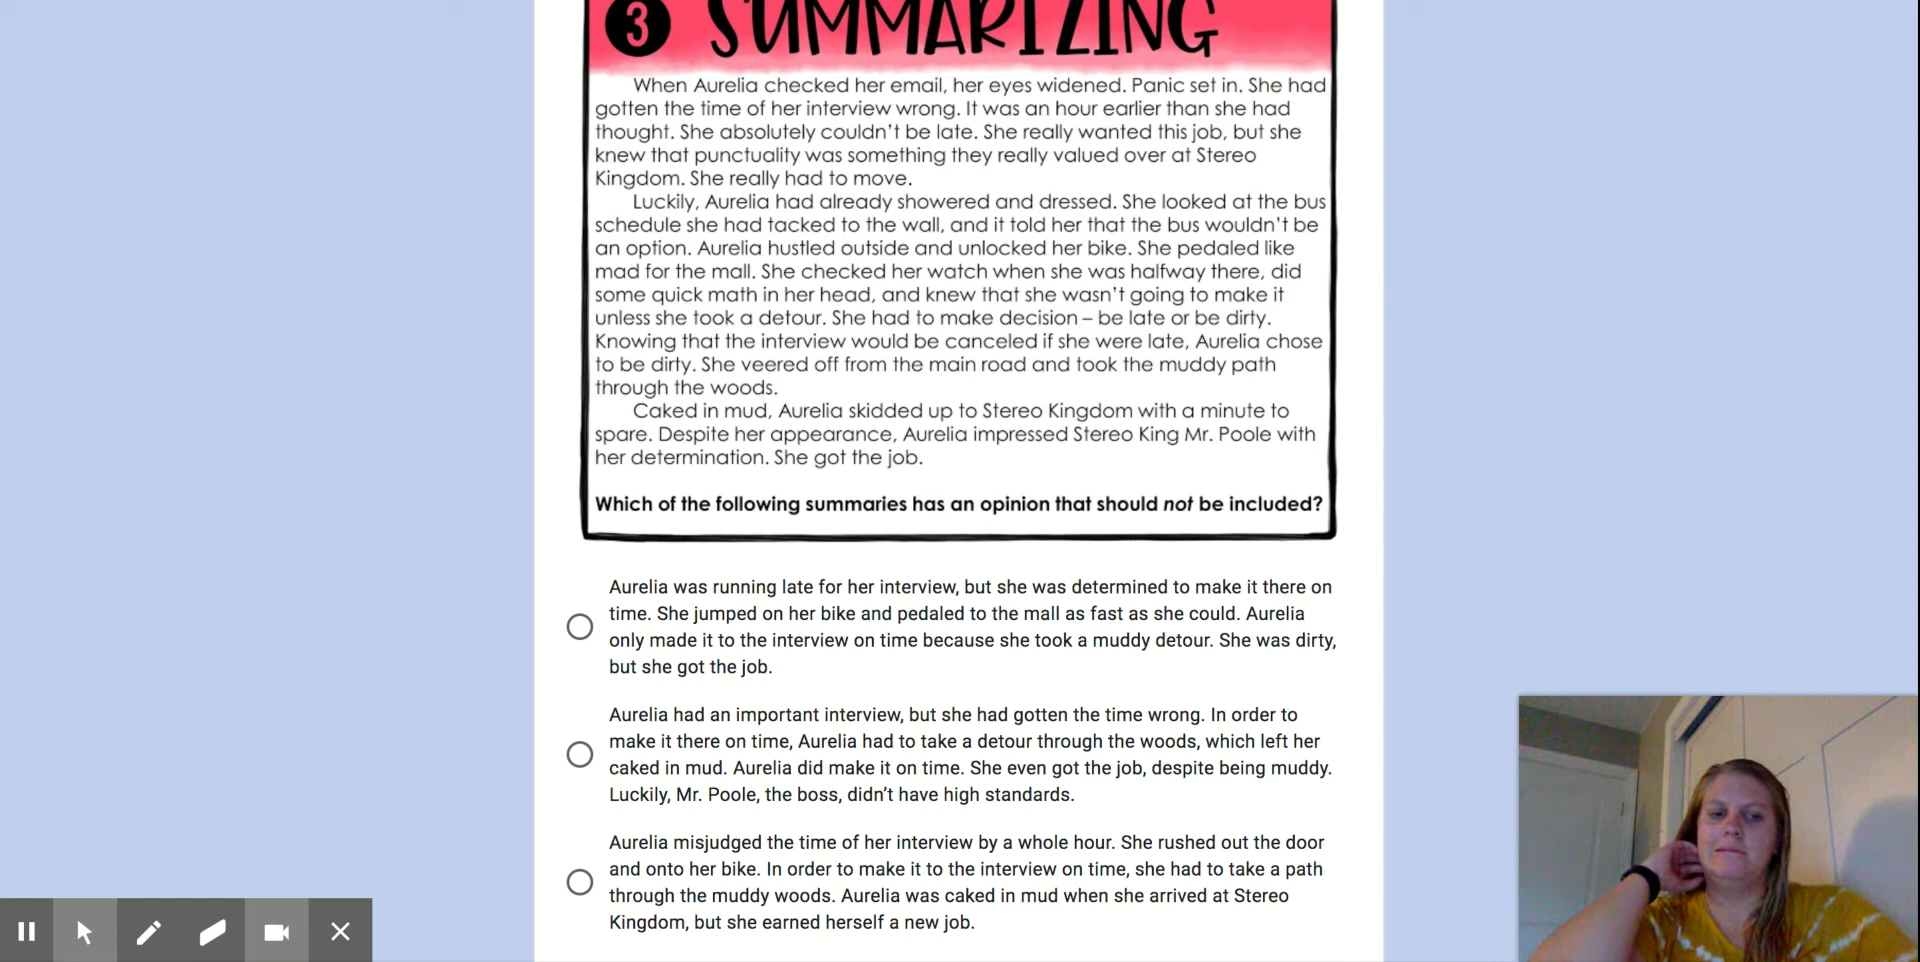 3 SUMMARIZING
When Aurelia checked her email, her eyes widened. Panic set in. She had
gotten the time of her interview wrong. It was an hour earlier than she had
thought. She absolutely couldn't be late. She really wanted this job, but she
knew that punctuality was something they really valued over at Stereo
Kingdom. She really had to move.
Luckily, Aurelia had already showered and dressed. She looked at the bus
schedule she had tacked to the wall, and it told her that the bus wouldn't be
an option. Aurelia hustled outside and unlocked her bike. She pedaled like
mad for the mall. She checked her watch when she was halfway there, did
some quick math in her head, and knew that she wasn't going to make it
unless she took a detour. She had to make decision – be late or be dirty.
Knowing that the interview would be canceled if she were late, Aurelia chose
to be dirty. She veered off from the main road and took the muddy path
through the woods.
Caked in mud, Aurelia skidded up to Stereo Kingdom with a minute to
spare. Despite her appearance, Aurelia impressed Stereo King Mr. Poole with
her determination. She got the job.
Which of the following summaries has an opinion that should not be included?
Aurelia was running late for her interview, but she was determined to make it there on
time. She jumped on her bike and pedaled to the mall as fast as she could. Aurelia
only made it to the interview on time because she took a muddy detour. She was dirty,
but she got the job.
Aurelia had an important interview, but she had gotten the time wrong. In order to
make it there on time, Aurelia had to take a detour through the woods, which left her
caked in mud. Aurelia did make it on time. She even got the job, despite being muddy.
Luckily, Mr. Poole, the boss, didn't have high standards.
Aurelia misjudged the time of her interview by a whole hour. She rushed out the door
and onto her bike. In order to make it to the interview on time, she had to take a path
through the muddy woods. Aurelia was caked in mud when she arrived at Stereo
Kingdom, but she earned herself a new job.